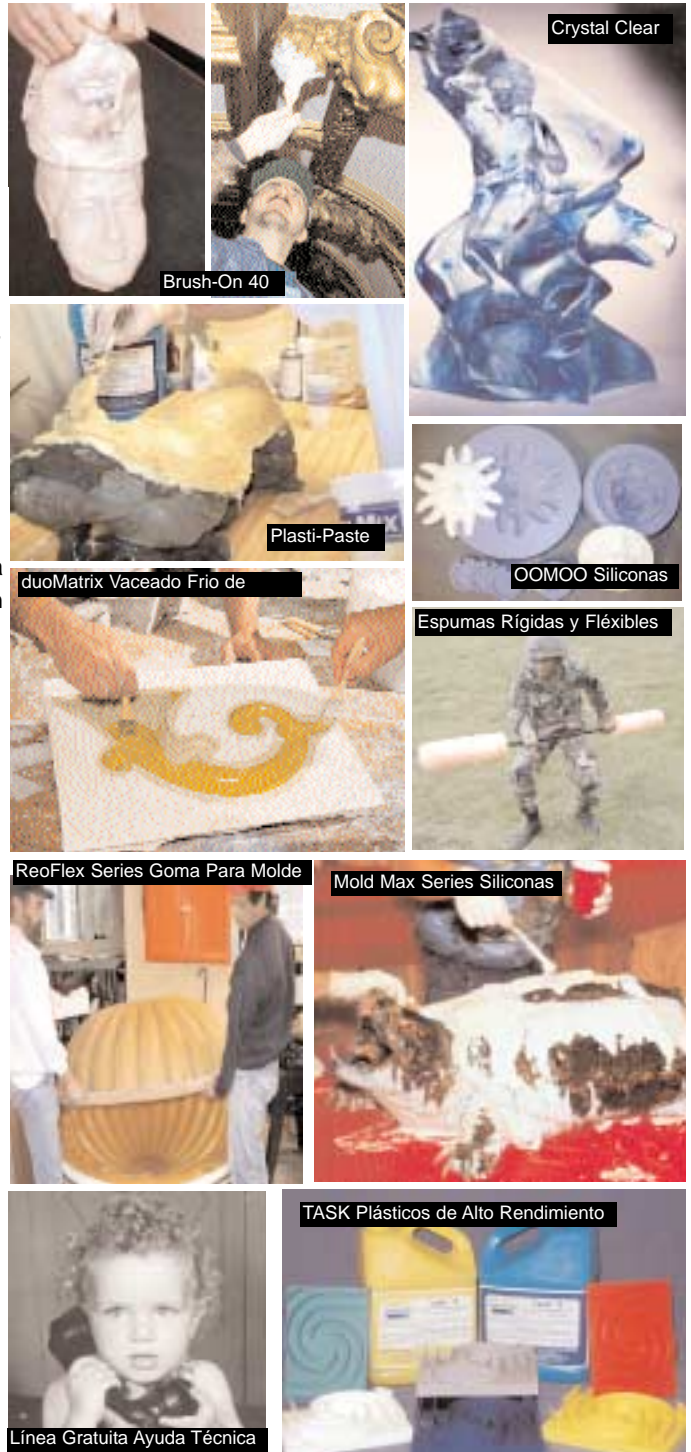 Crystal Clear
Brush-On 40
Plasti-Paste
OOMOO Siliconas
duoMatrix Vaceado Frio de
Espumas Rígidas y Fléxibles
ReoFlex Series Goma Para Molde
Mold Max Series Siliconas
TASK Plásticos de Alto Rendimiento
Línea Gratuita Ayuda Técnica